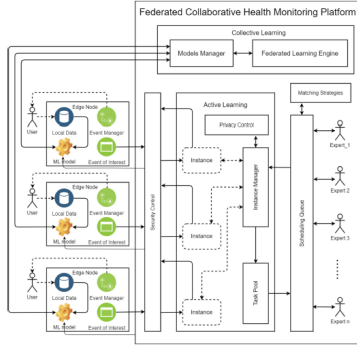 Federated Collaborative Health Monitoring Platform
Collective Learning
Models Manager
Federated Learning Engine
Matching Strategies
Edge Node
User
Local Data
Event Manager
ML model
Event of Interest
Edge Node
User
Local Data
Event Manager
ML model
Event of Interest
Edge Node
User
Local Data
Event Manager
ML model
Event of Interest
Security Control
Active Learning
Privacy Control
Instance
Instance
Instance
Instance Manager
Task Pool
Scheduling Queue
Expert_1
Expert 2
Expert 3
Expert n